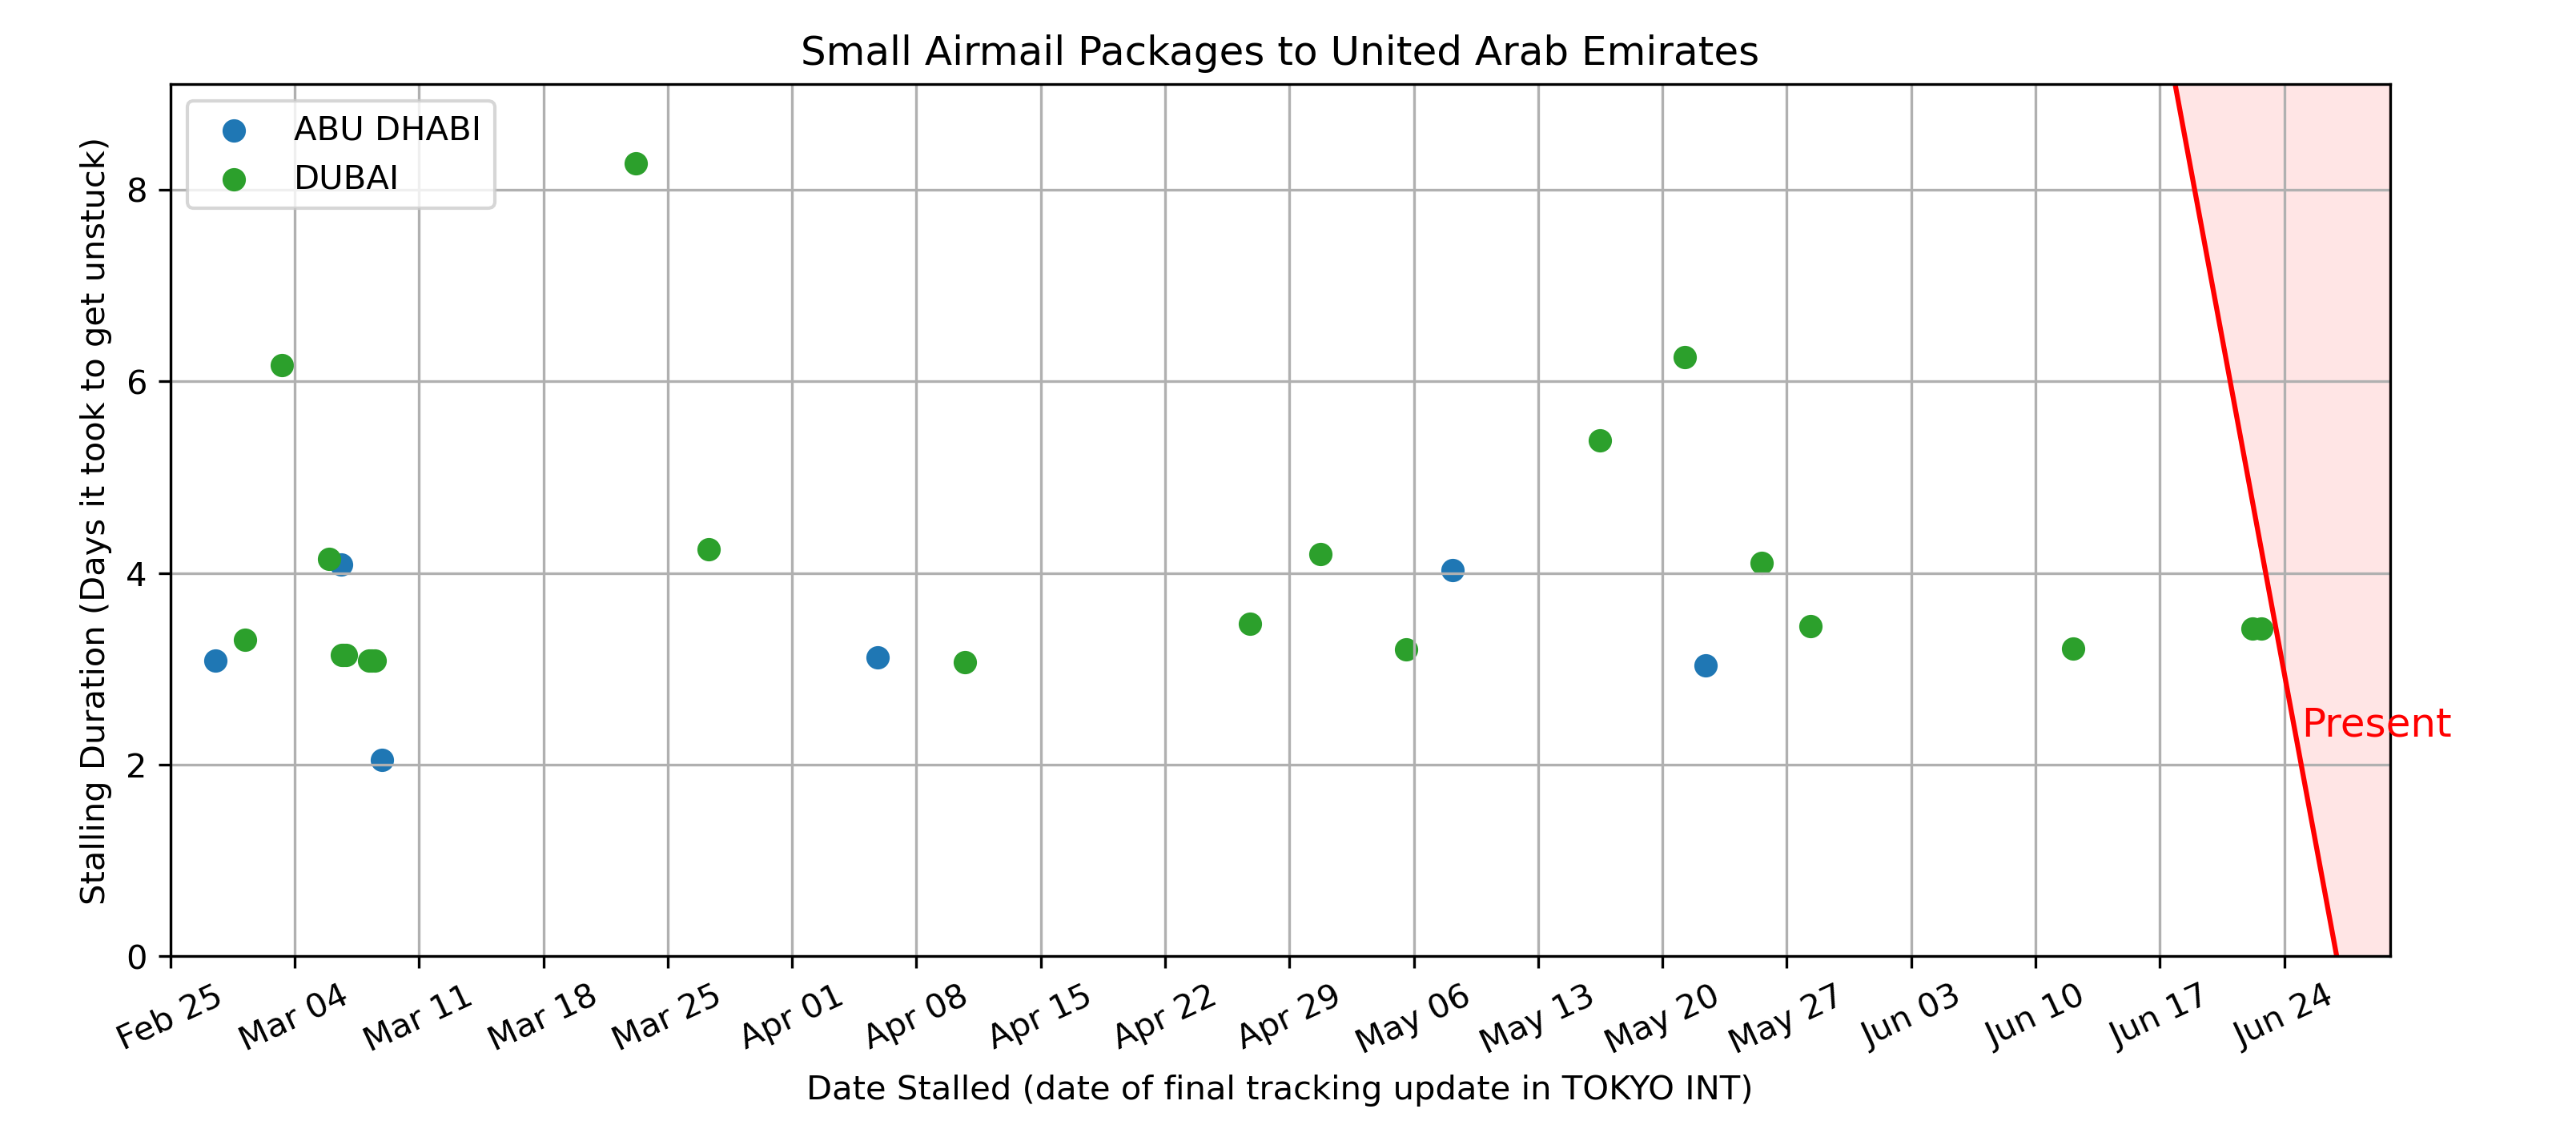 Small Airmail Packages to United Arab Emirates
ABU DHABI
DUBAI
Stalling Duration (Days it took to get unstuck)
8
6
4
2
0
Present
Feb 25
Mar 04
Mar 11
Mar 18
Mar 25
Apr 01
Apr 08
Apr 15
Apr 22
Apr 29
May 06
May 13
May 20
May 27
Jun 03
Jun 10
Jun 17
Jun 24
Date Stalled (date of final tracking update in TOKYO INT)